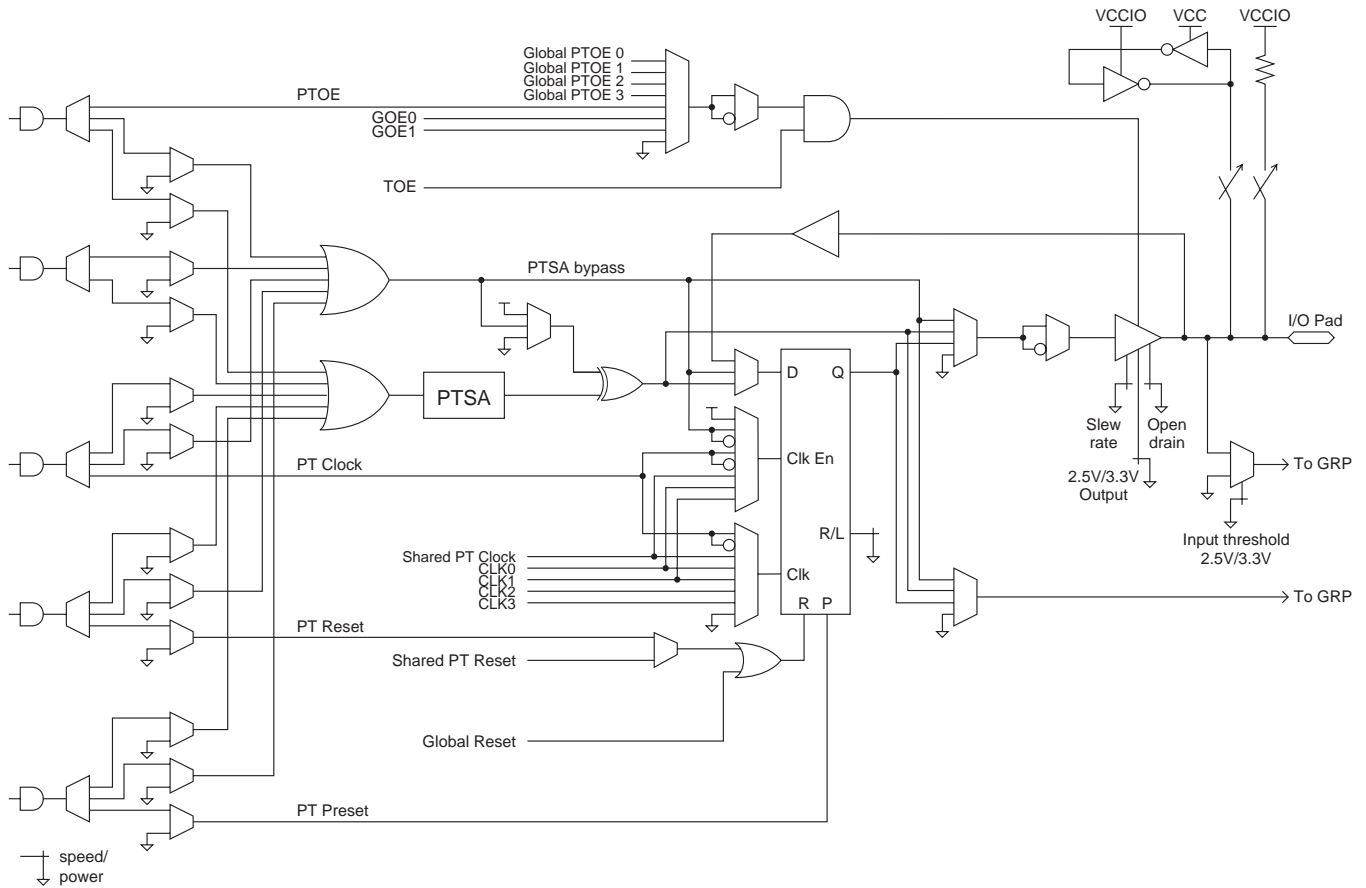 VCCIO
VCC
VCCIO
Global PTOE 0
Global PTOE 1
Global PTOE 2
Global PTOE 3
PTOE
GOE0
GOE1
TOE
PTSA bypass
I/O Pad
D
Q
PTSA
Slew
rate
Open
drain
PT Clock
Clk En
2.5V/3.3V
Output
To GRP
R/L
Input threshold
2.5V/3.3V
Shared PT Clock
CLK0
CLK1
CLK2
CLK3
Clk
R
P
To GRP
PT Reset
Shared PT Reset
Global Reset
PT Preset
speed/
power